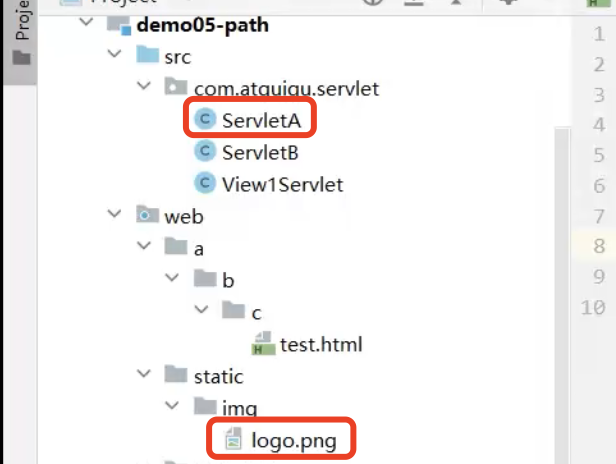 Project
Proje
demo05-path
src
com.atguigu.servlet
C ServletA
C ServletB
C View1Servlet
web
a
b
c
H test.html
static
img
logo.png
H
1
2
3
4
5
6
7
8
9
10